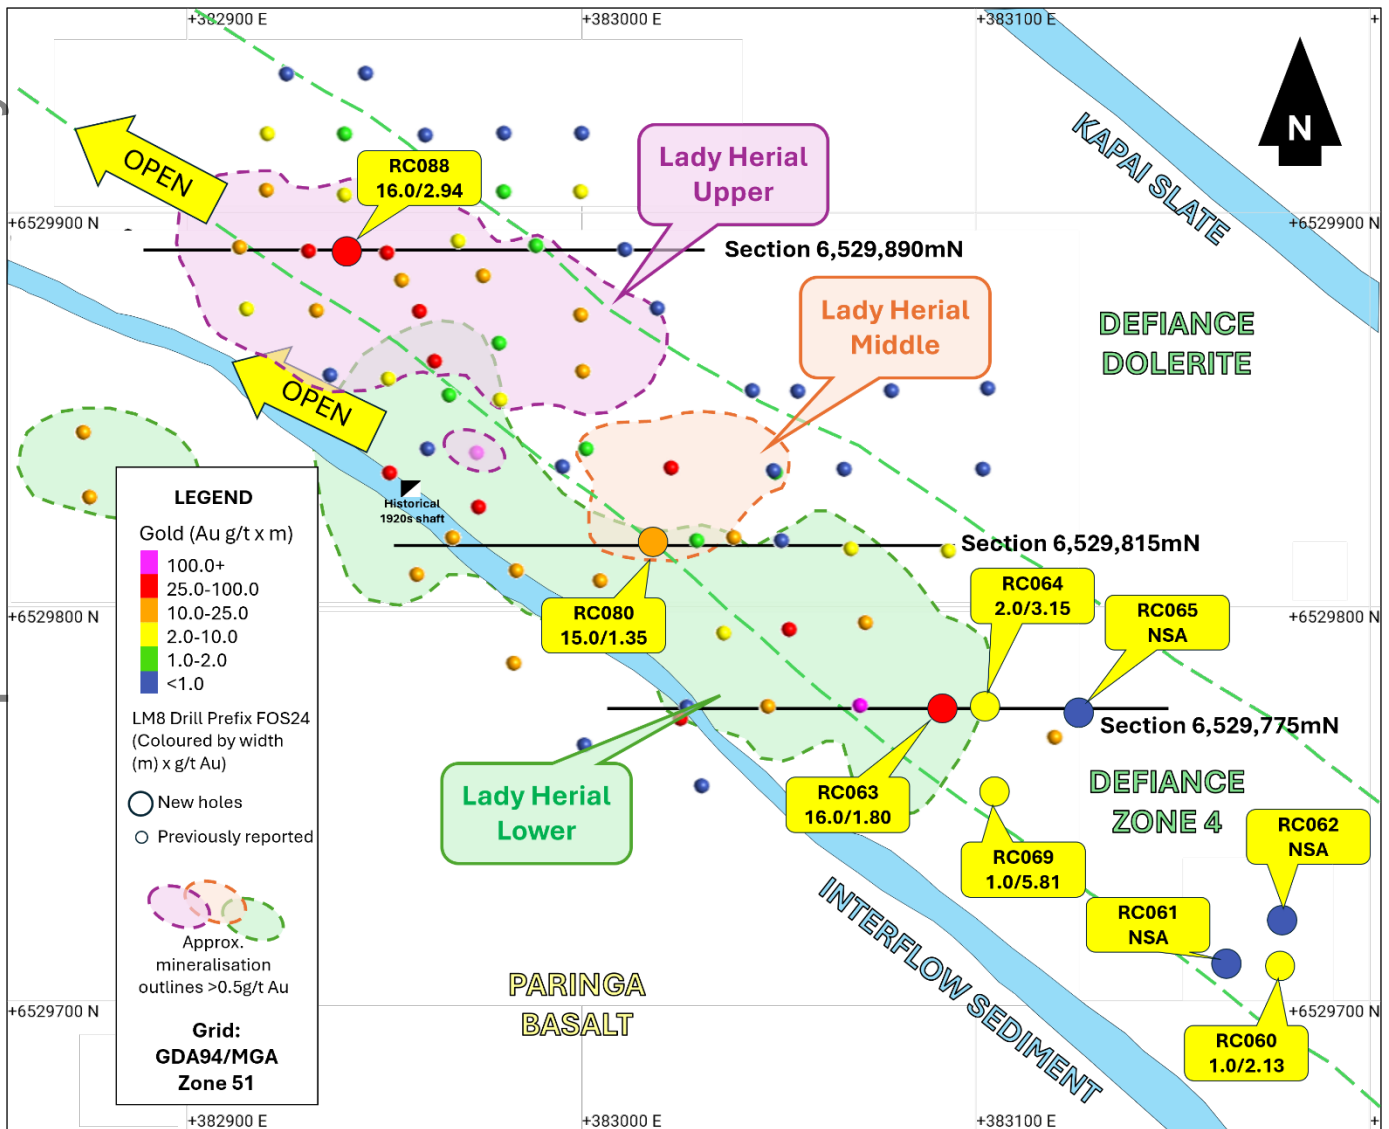 +382900 E
+383000 E
+383100 E
+
KAPAI SLATE
N
OPEN
RC088
16.0/2.94
Lady Herial
Upper
+6529900 N
+6529900 N
Section 6,529,890mN
Lady Herial
Middle
DEFIANCE
DOLERITE
OPEN
Historical
1920s shaft
Section 6,529,815mN
RC064
2.0/3.15
RC065
NSA
RC080
15.0/1.35
+6529800 N
+6529800 N
Section 6,529,775mN
LEGEND
Gold (Au g/t x m)
100.0+
25.0-100.0
10.0-25.0
2.0-10.0
1.0-2.0
<1.0
LM8 Drill Prefix FOS24
(Coloured by width
(m) x g/t Au)
New holes
Previously reported
Approx.
mineralisation
outlines >0.5g/t Au
Grid:
GDA94/MGA
Zone 51
Lady Herial
Lower
RC063
16.0/1.80
DEFIANCE
ZONE 4
RC062
NSA
RC069
1.0/5.81
RC061
NSA
INTERFLOW SEDIMENT
PARINGA
BASALT
+6529700 N
+6529700 N
RC060
1.0/2.13
+382900 E
+383000 E
+383100 E
+